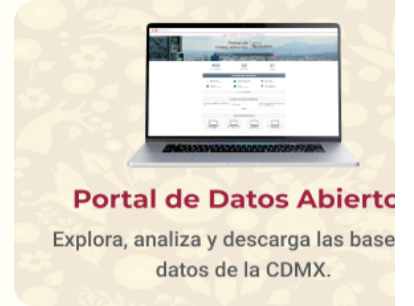 Portal de Datos Abierto
Explora, analiza y descarga las base
datos de la CDMX.